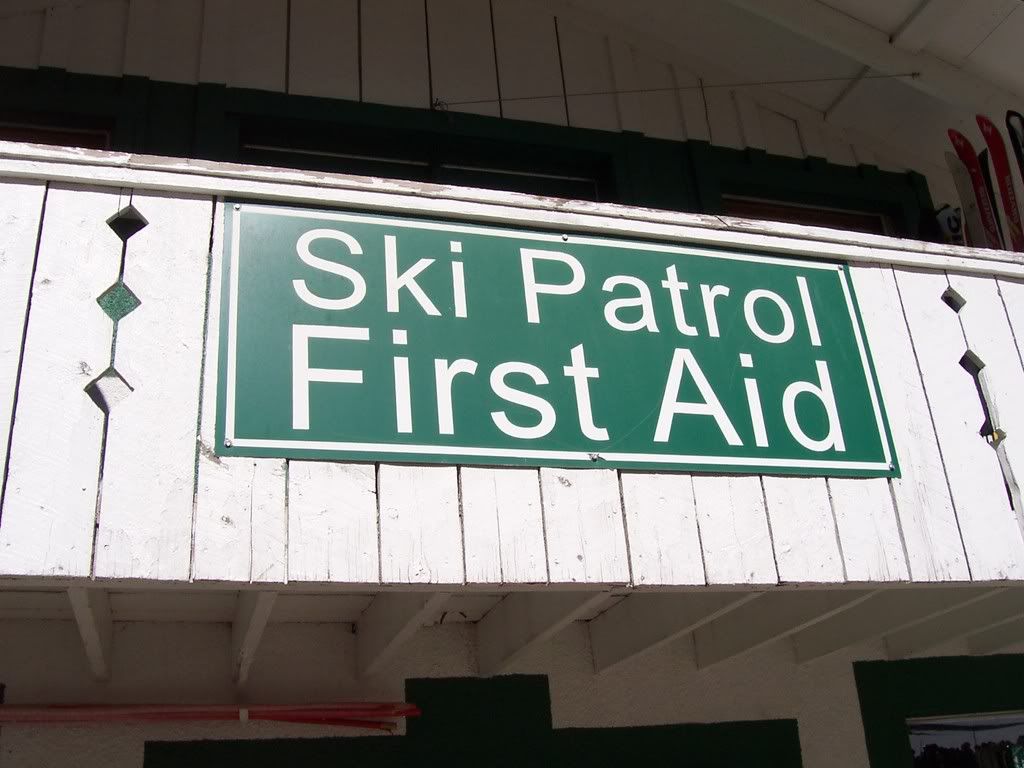 Ski Patrol
First Aid